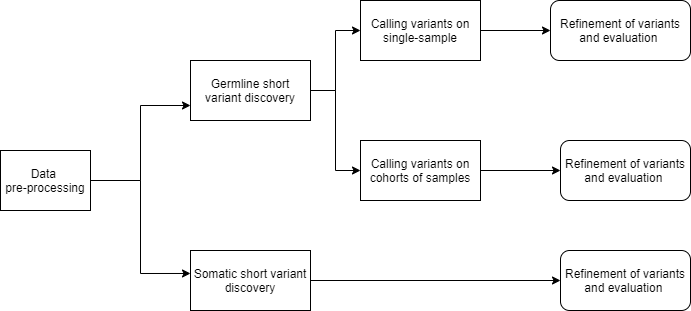 Calling variants on
single-sample
Refinement of variants
and evaluation
Germline short
variant discovery
Data
pre-processing
Calling variants on
cohorts of samples
Refinement of variants
and evaluation
Somatic short variant
discovery
Refinement of variants
and evaluation